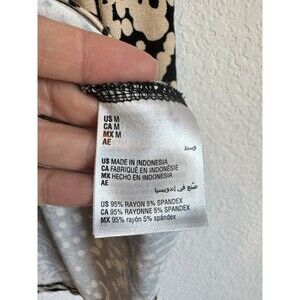 US M
CA M
MX M
AE وسط
US MADE IN INDONESIA
CA FABRIQUÉ EN INDONÉSIE
MX HECHO EN INDONESIA
AE صنع في إندونيسيا
US 95% RAYON 5% SPANDEX
CA 95% RAYONNE 5% SPANDEX
MX 95% rayón 5% spandex